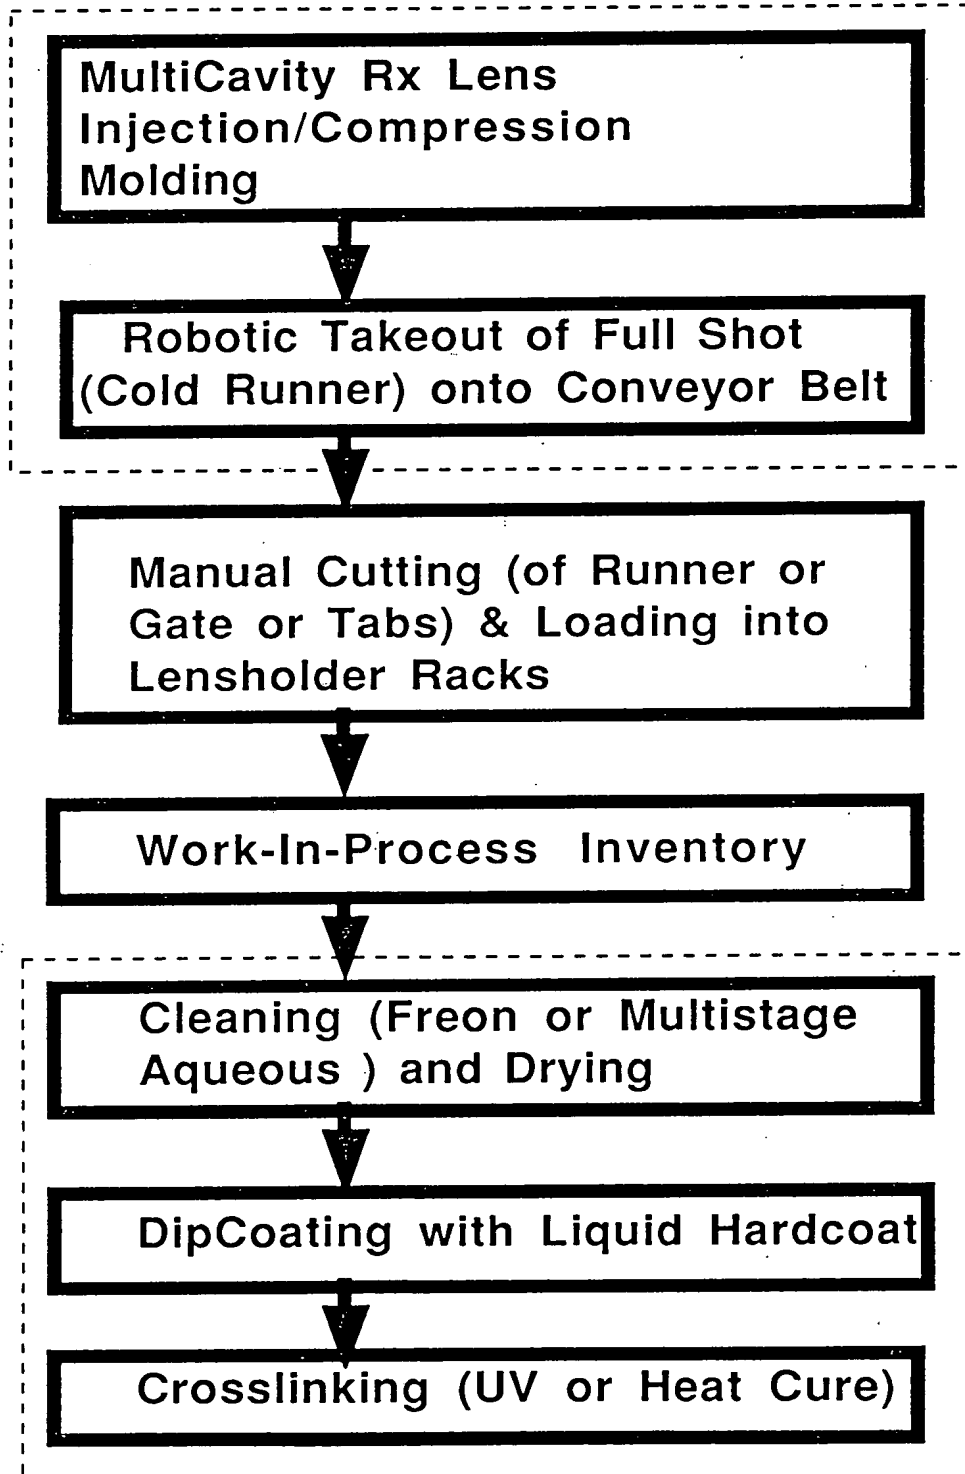 MultiCavity Rx Lens
Injection/Compression
Molding
Robotic Takeout of Full Shot
(Cold Runner) onto Conveyor Belt
Manual Cutting (of Runner or
Gate or Tabs) & Loading into
Lensholder Racks
Work-In-Process Inventory
Cleaning (Freon or Multistage
Aqueous ) and Drying
DipCoating with Liquid Hardcoat
Crosslinking (UV or Heat Cure)